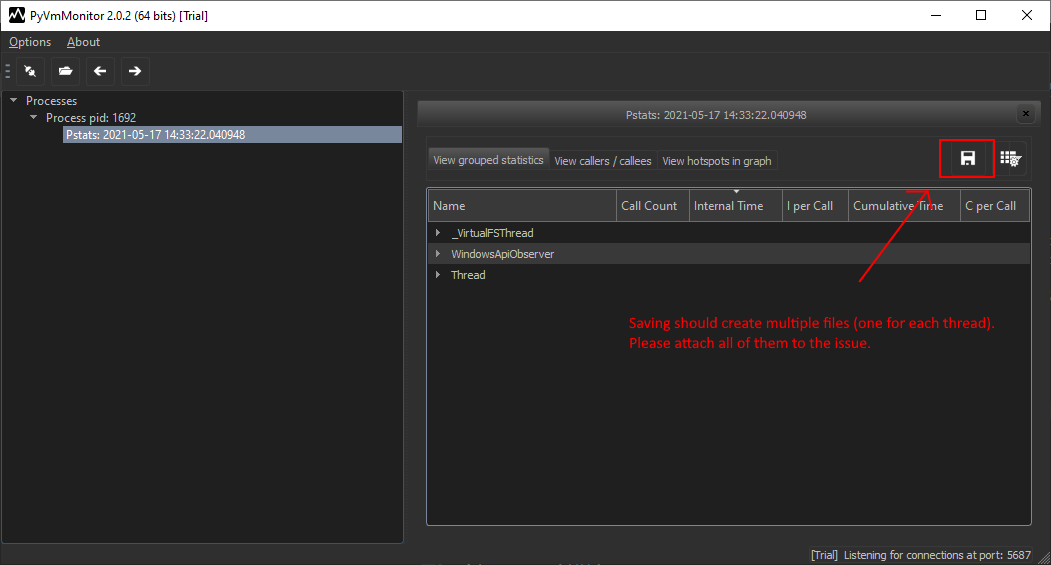 PyVmMonitor 2.0.2 (64 bits) [Trial]
Options About
Processes
Process pid: 1692
Pstats: 2021-05-17 14:33:22.040948
Pstats: 2021-05-17 14:33:22.040948
View grouped statistics View callers / callees View hotspots in graph
Name Call Count Internal Time I per Call Cumulative Time C per Call
_VirtualFSThread
WindowsApiObserver
Thread
Saving should create multiple files (one for each thread).
Please attach all of them to the issue.
[Trial] Listening for connections at port: 5687